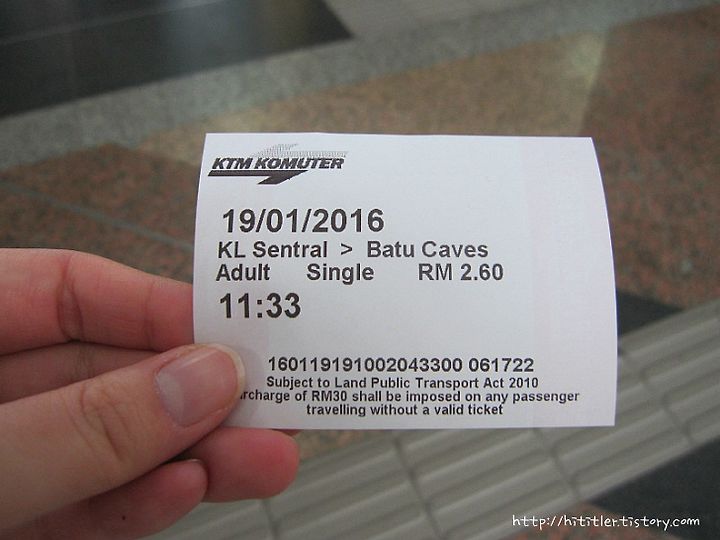 KTM KOMUTER
19/01/2016
KL Sentral > Batu Caves
Adult Single RM 2.60
11:33
160119191002043300 061722
Subject to Land Public Transport Act 2010
of RM30 shall be imposed on any passenger
travelling without a valid ticket
http://hititler.tistory.com